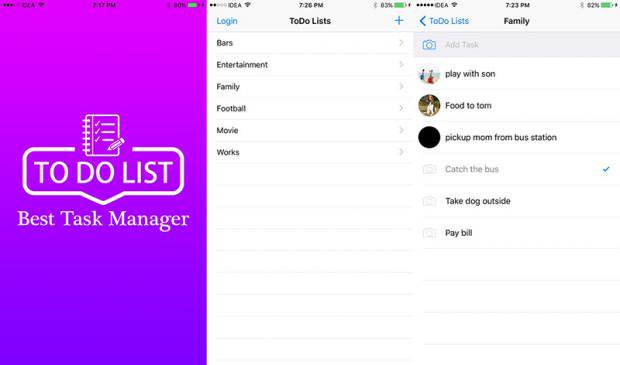 IDEA
7:17 PM
80%
TO DO LIST
Best Task Manager
IDEA
7:26 PM
83%
Login
ToDo Lists
+
Bars
Entertainment
Family
Football
Movie
Works
IDEA
7:23 PM
82%
ToDo Lists
Family
Add Task
play with son
Food to tom
pickup mom from bus station
Catch the bus
Take dog outside
Pay bill